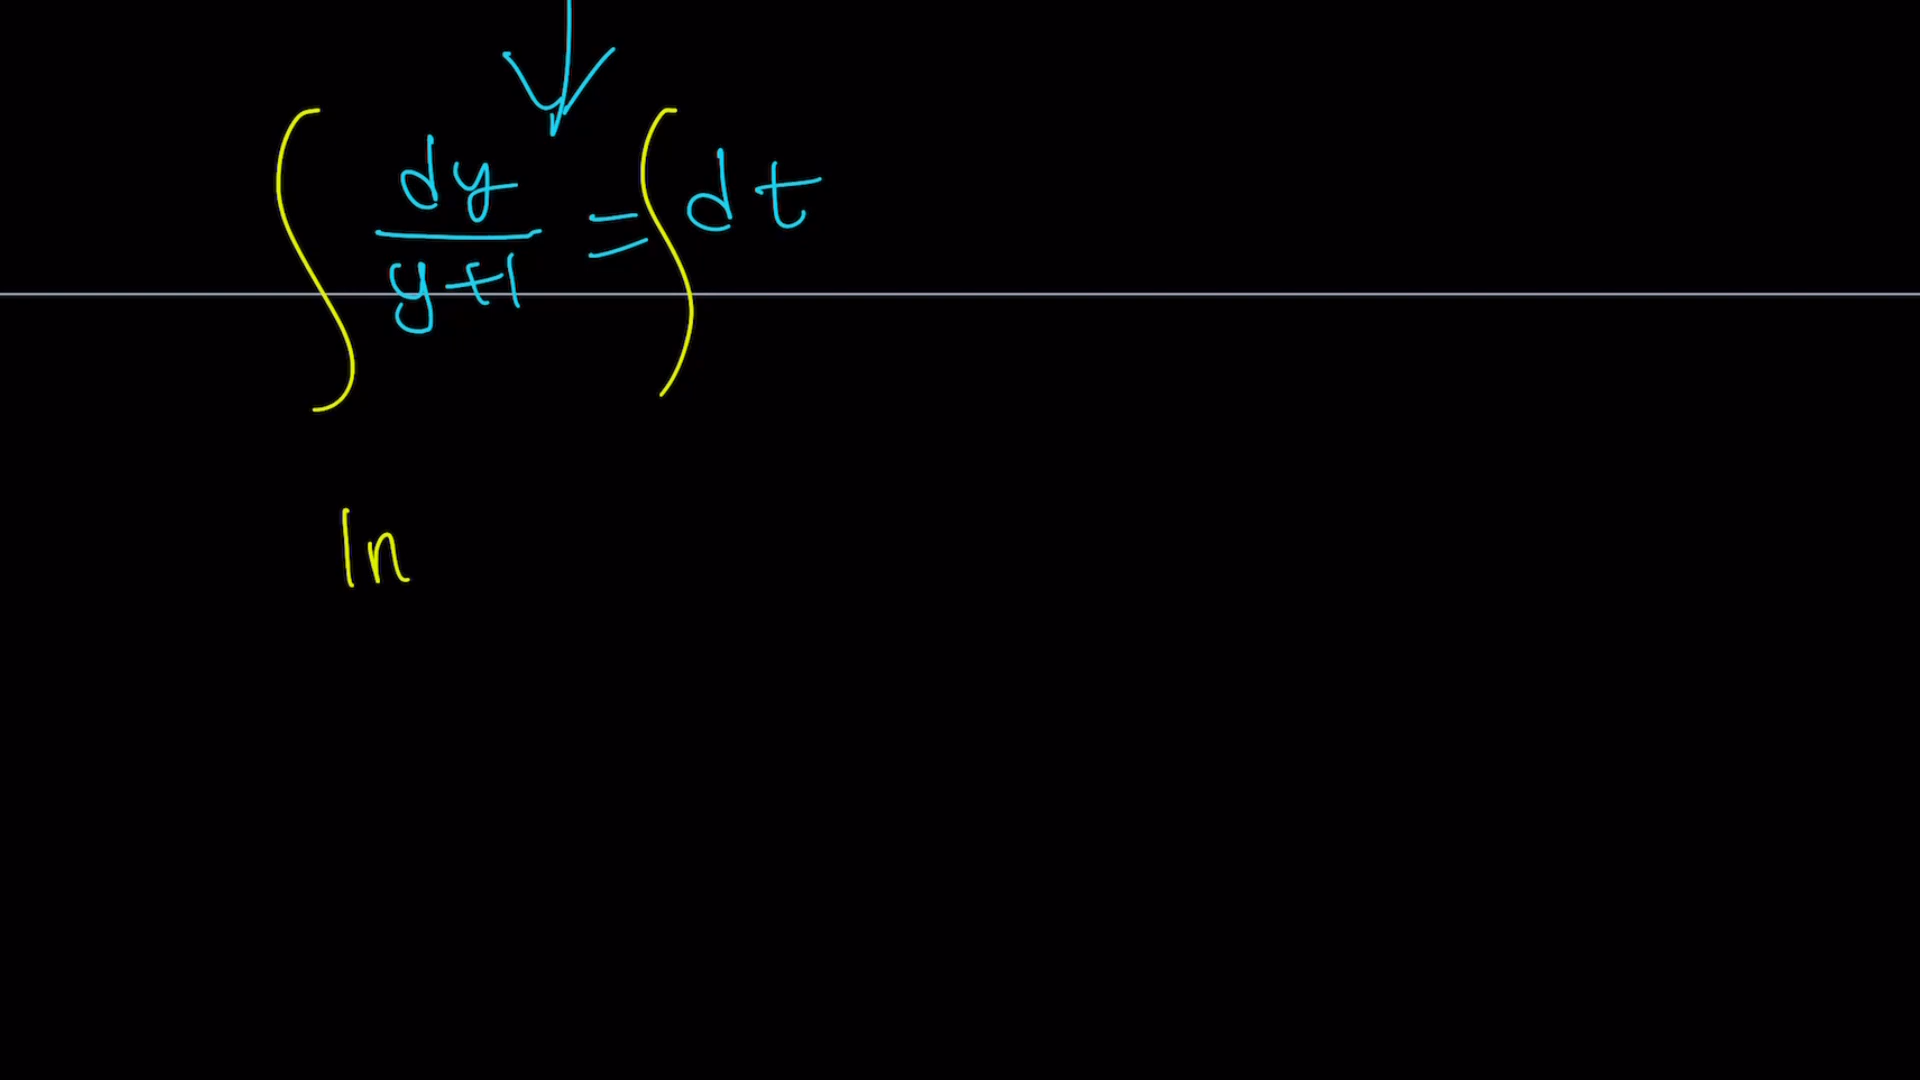 ∫ dy/(y+1) = ∫ dt
ln